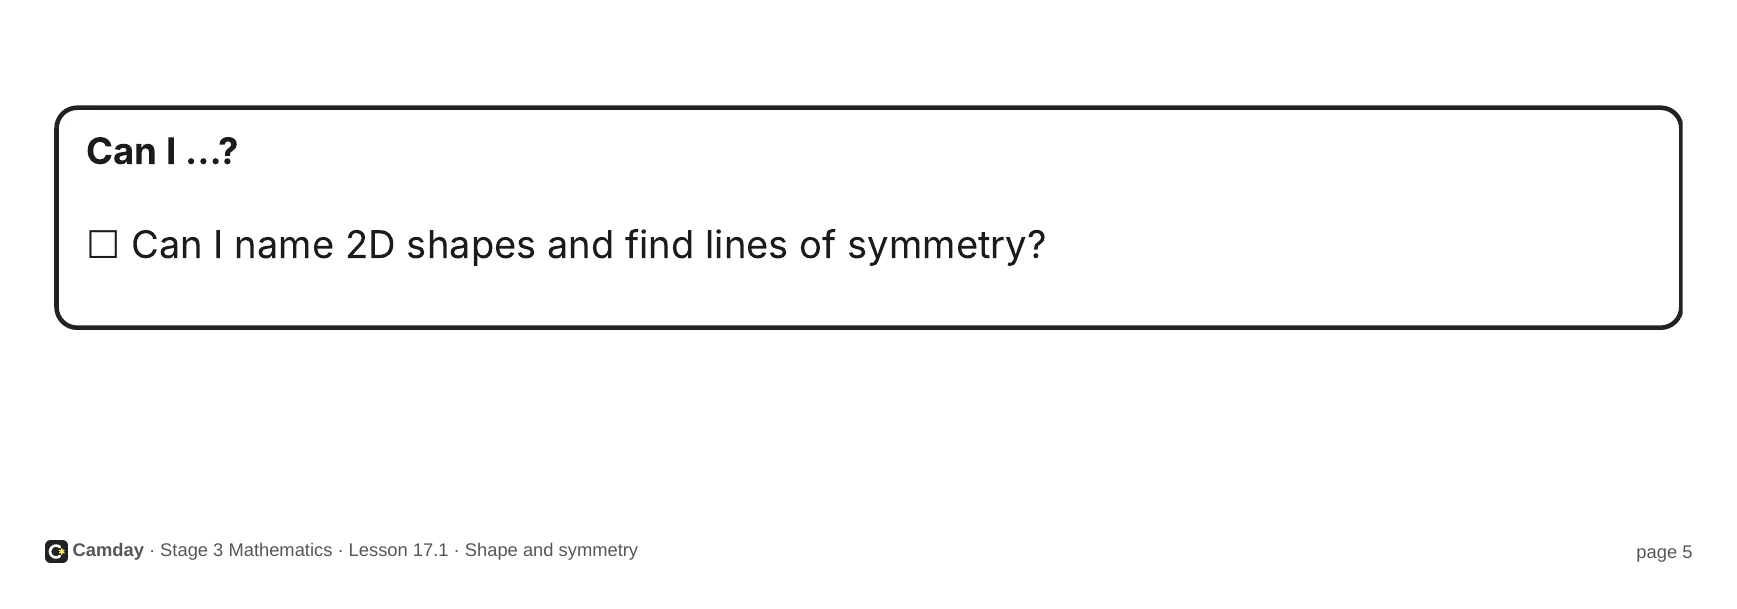 Can I ...?
☐ Can I name 2D shapes and find lines of symmetry?
Camday · Stage 3 Mathematics · Lesson 17.1 · Shape and symmetry
page 5